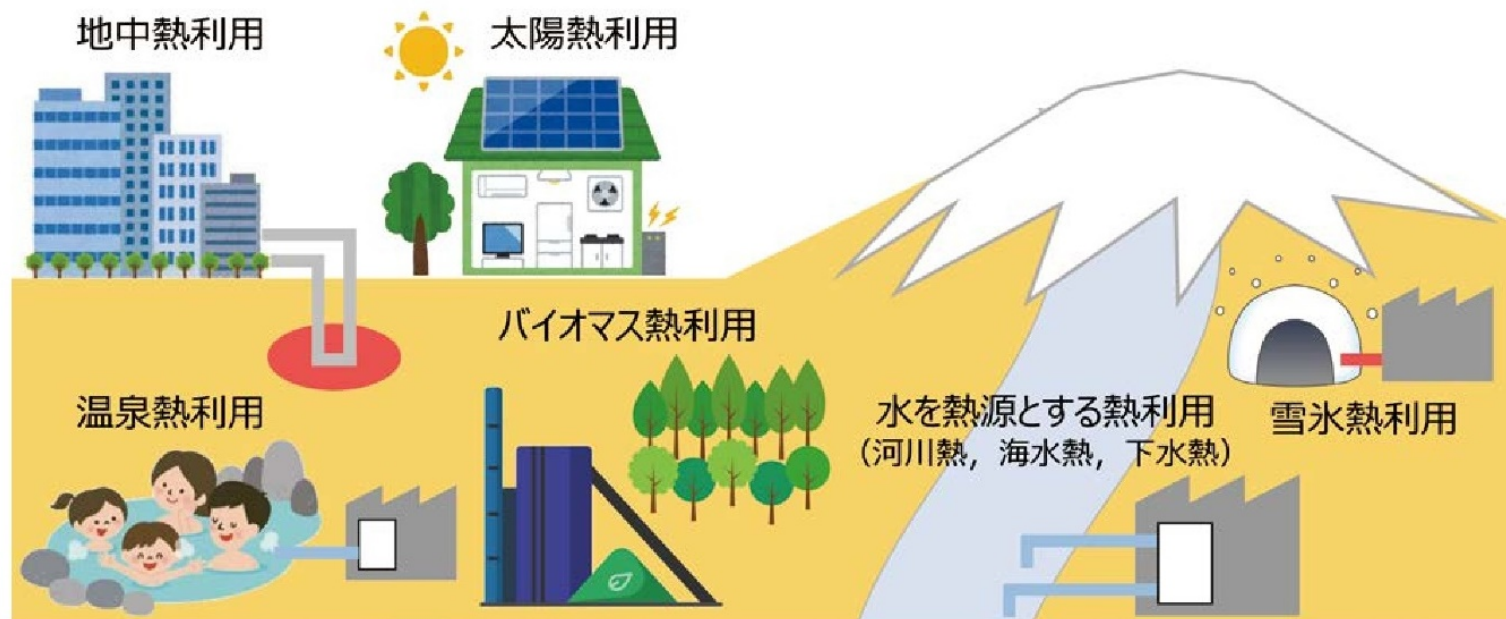 地中熱利用
太陽熱利用
バイオマス熱利用
温泉熱利用
水を熱源とする熱利用
（河川熱，海水熱，下水熱）
雪氷熱利用